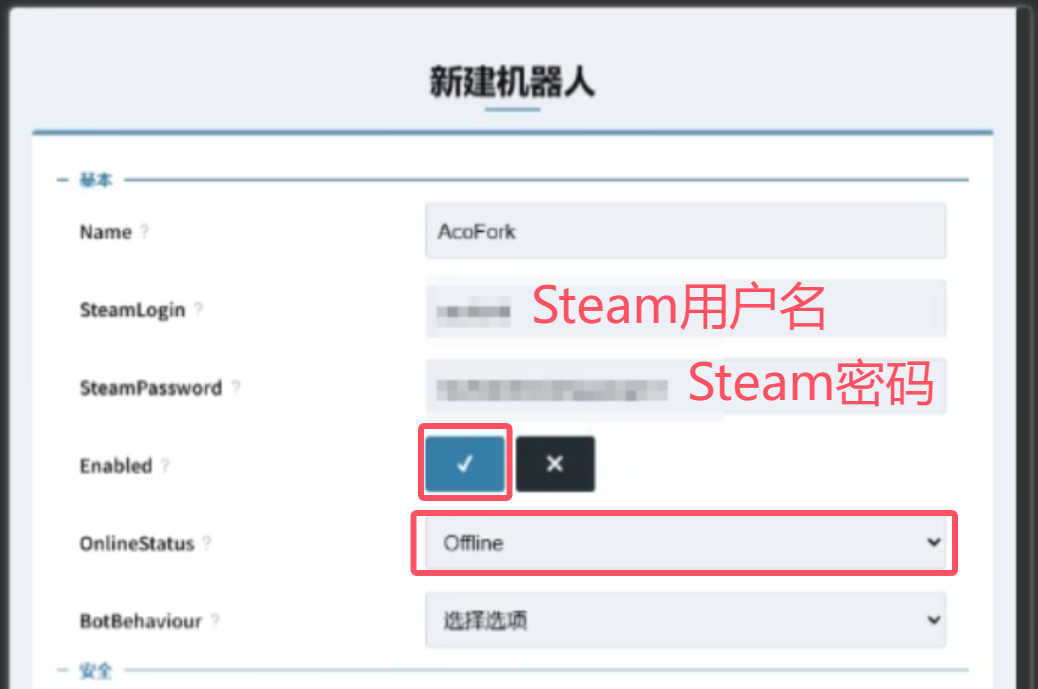 新建机器人
基本
Name ? AcoFork
SteamLogin ? Steam用户名
SteamPassword ? Steam密码
Enabled ?
OnlineStatus ? Offline
BotBehaviour ? 选择选项
安全